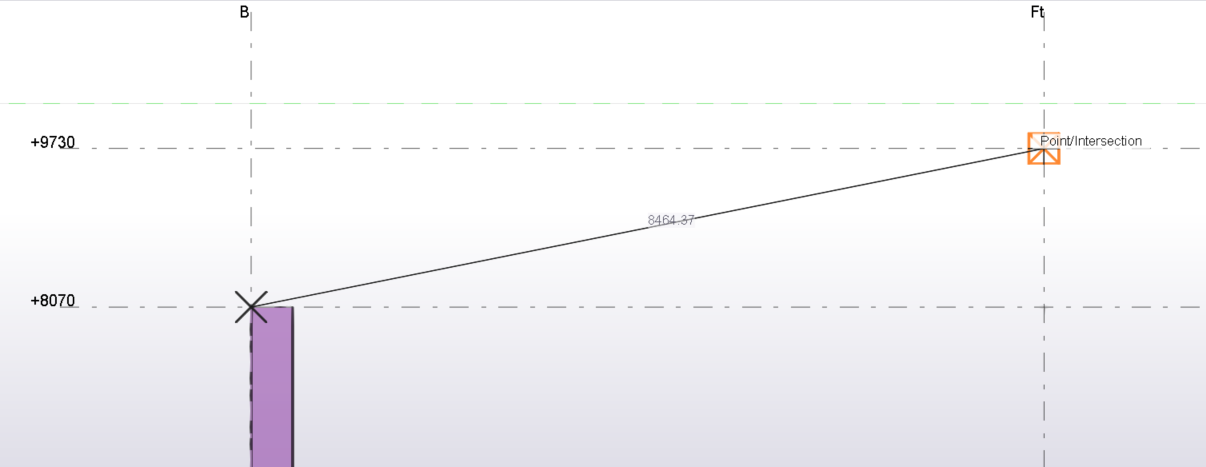 B
Ft
+9730
Point/Intersection
8464.37
+8070